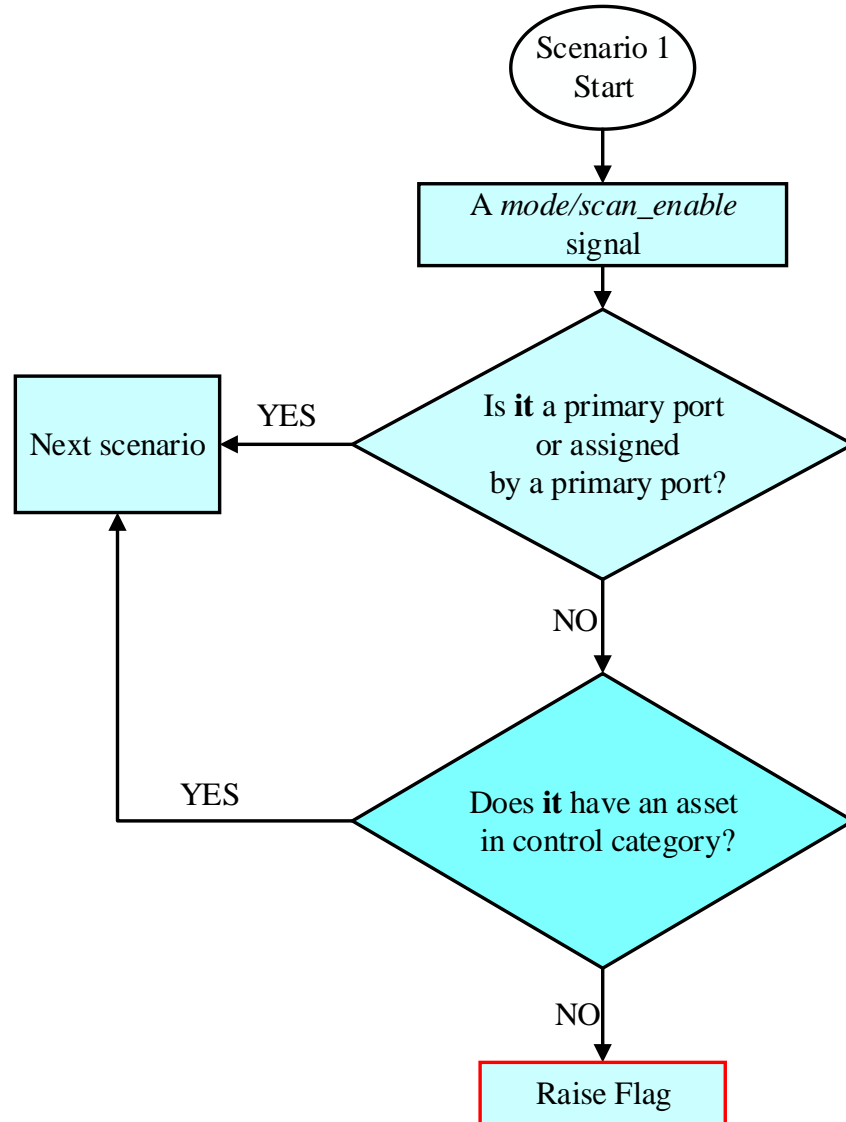 Scenario 1
Start
A mode/scan_enable
signal
Is it a primary port
or assigned
by a primary port?
YES
Next scenario
NO
Does it have an asset
in control category?
YES
NO
Raise Flag